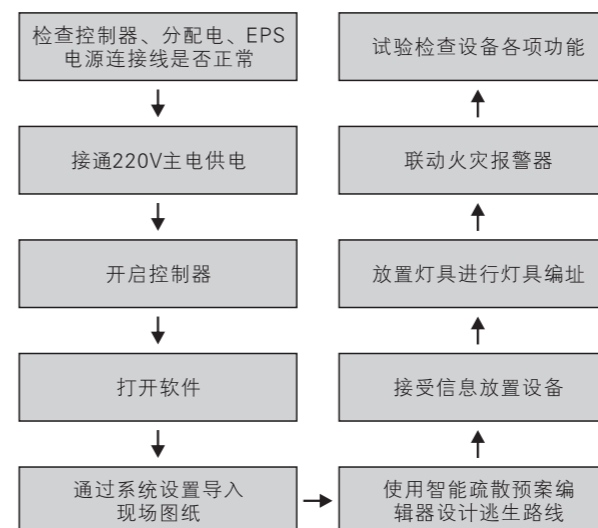 检查控制器、分配电、EPS
电源连接线是否正常
接通220V主电供电
开启控制器
打开软件
通过系统设置导入
现场图纸
使用智能疏散预案编
辑器设计逃生路线
接受信息放置设备
放置灯具进行灯具编址
联动火灾报警器
试验检查设备各项功能